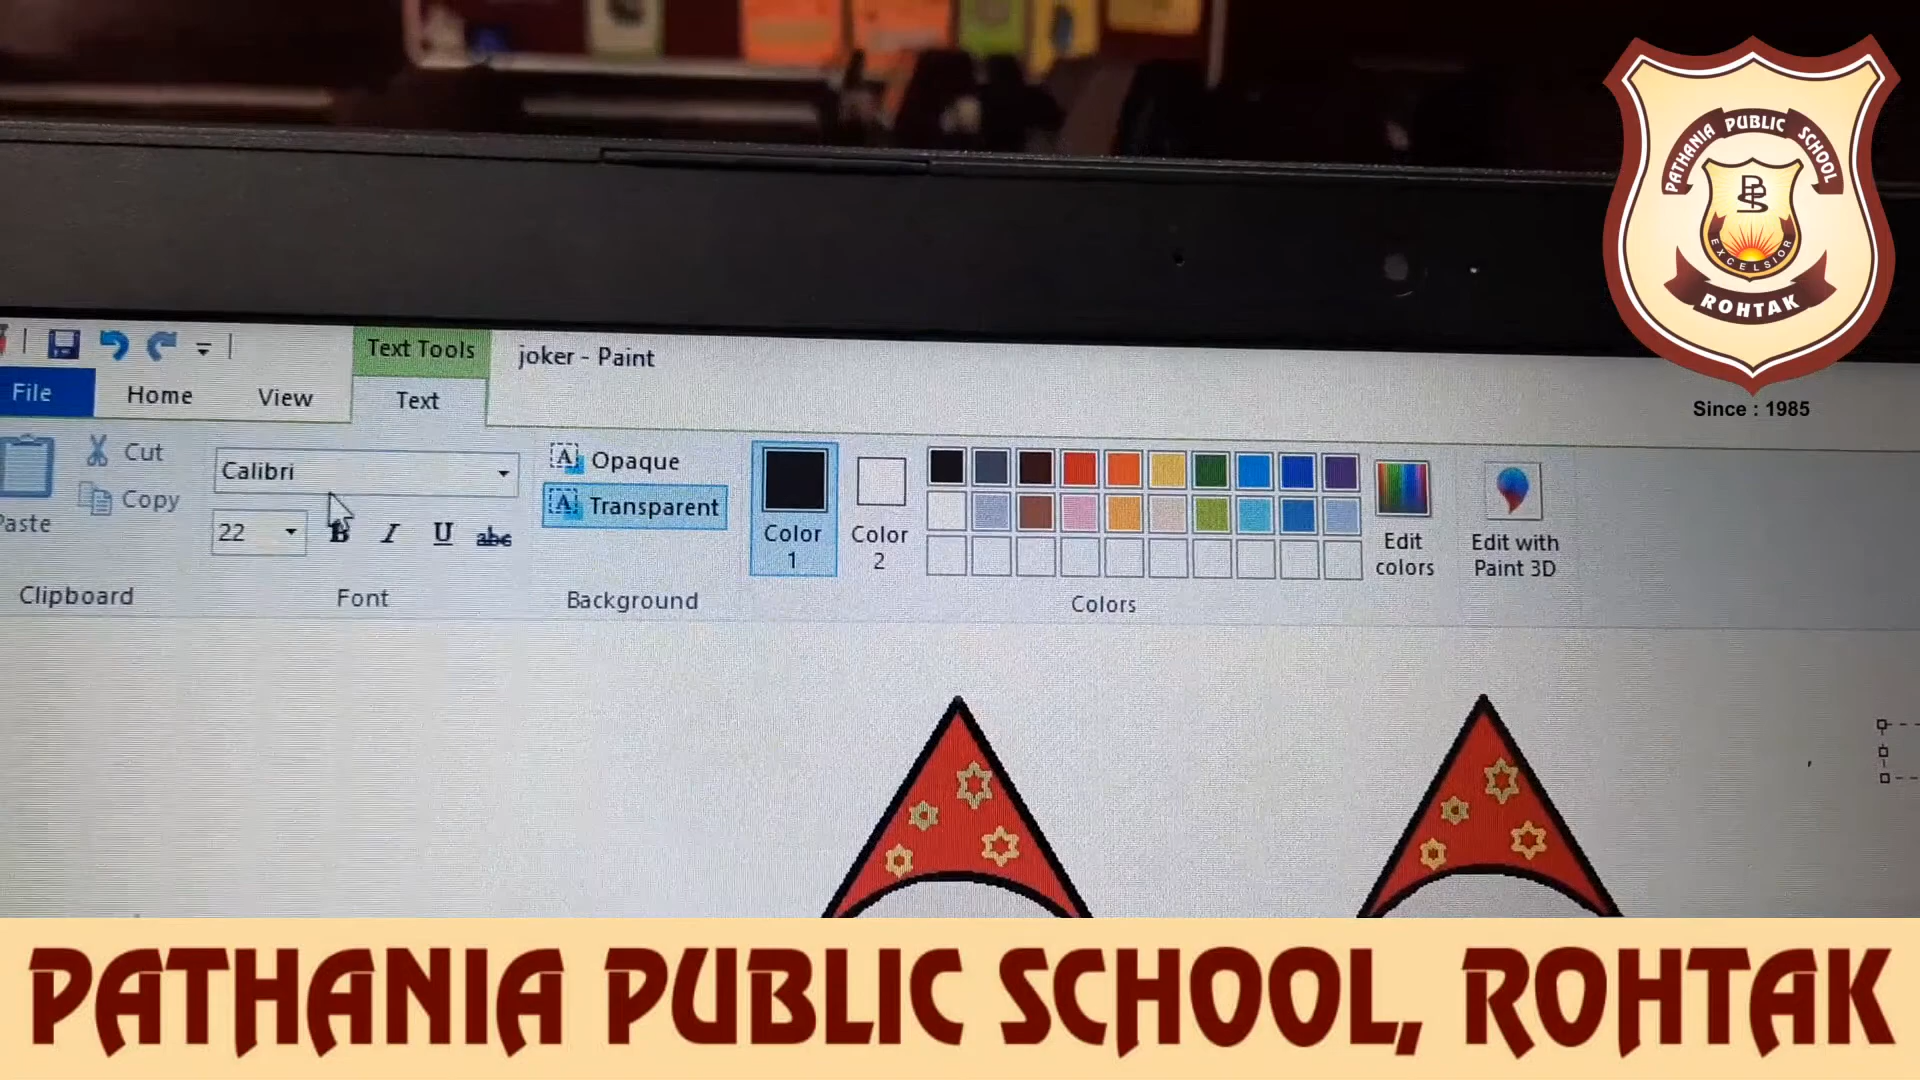 PATHANIA PUBLIC SCHOOL
PPS
EXCELSIOR
ROHTAK
Since : 1985
Text Tools
joker - Paint
File
Home
View
Text
Cut
Copy
Paste
Clipboard
Calibri
22
B
I
U
abc
Font
Opaque
Transparent
Background
Color
1
Color
2
Colors
Edit
colors
Edit with
Paint 3D
PATHANIA PUBLIC SCHOOL, ROHTAK